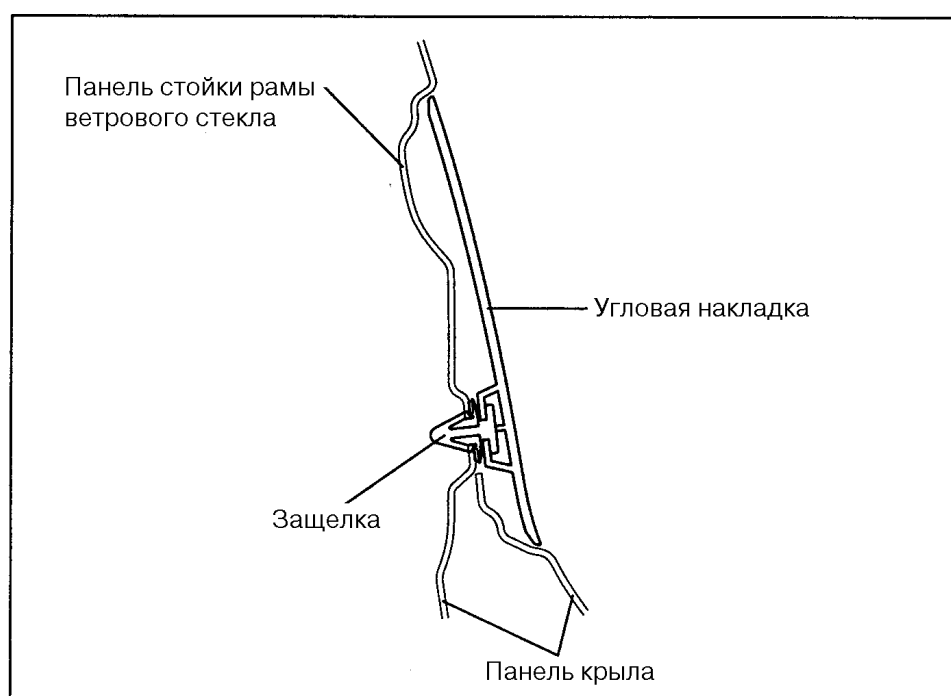 Панель стойки рамы
ветрового стекла
Угловая накладка
Защелка
Панель крыла